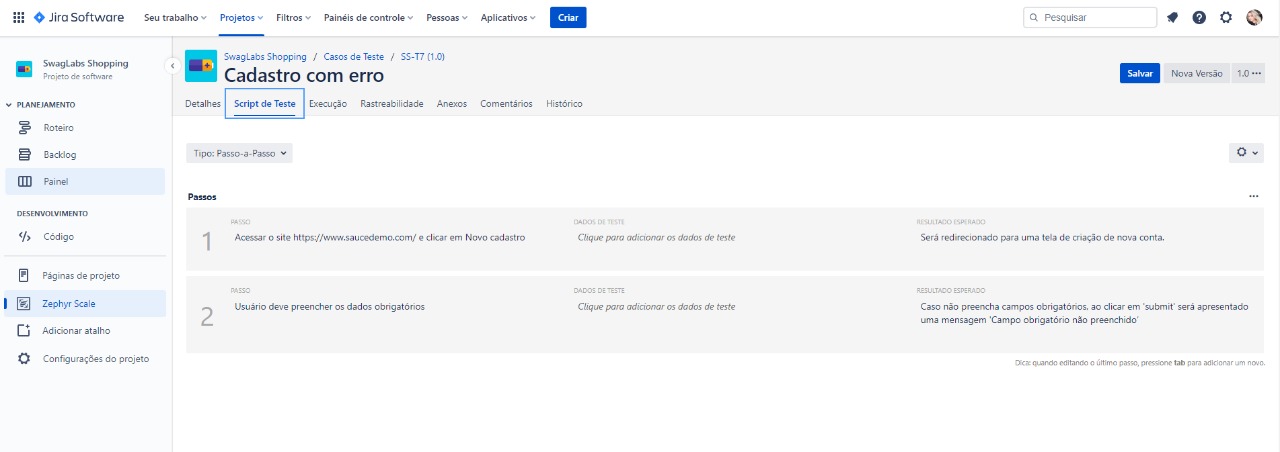 Jira Software Seu trabalho Projetos Filtros Painéis de controle Pessoas Aplicativos Criar Pesquisar
SwagLabs Shopping
Projeto de software
PLANEJAMENTO
Roteiro
Backlog
Painel
DESENVOLVIMENTO
Código
Páginas de projeto
Zephyr Scale
Adicionar atalho
Configurações do projeto
SwagLabs Shopping / Casos de Teste / SS-T7 (1.0)
Cadastro com erro
Salvar Nova Versão 1.0
Detalhes Script de Teste Execução Rastreabilidade Anexos Comentários Histórico
Tipo: Passo-a-Passo
Passos
PASSO DADOS DE TESTE RESULTADO ESPERADO
1 Acessar o site https://www.saucedemo.com/ e clicar em Novo cadastro Clique para adicionar os dados de teste Será redirecionado para uma tela de criação de nova conta.
PASSO DADOS DE TESTE RESULTADO ESPERADO
2 Usuário deve preencher os dados obrigatórios Clique para adicionar os dados de teste Caso não preencha campos obrigatórios, ao clicar em 'submit' será apresentado
uma mensagem 'Campo obrigatório não preenchido'
Dica: quando editando o último passo, pressione tab para adicionar um novo.